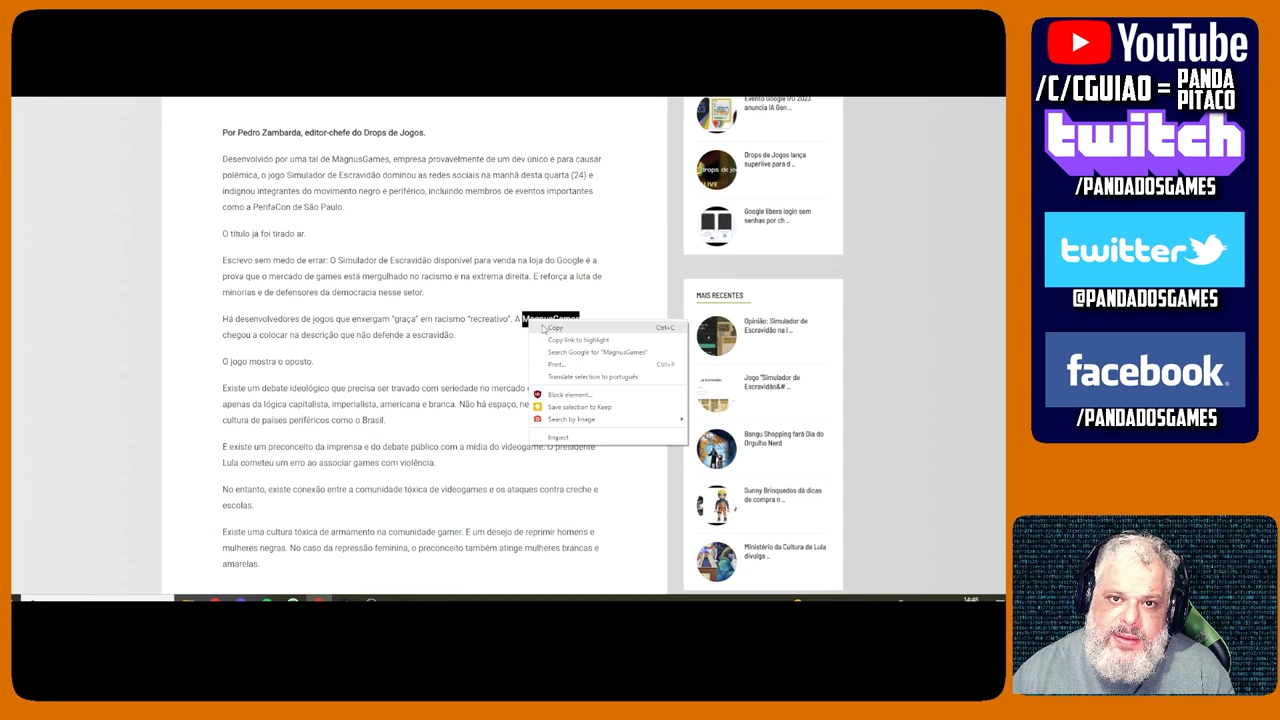 Por Pedro Zambarda, editor-chefe do Drops de Jogos.
Desenvolvido por uma tal de MagnusGames, empresa provavelmente de um dev único e para causar
polêmica, o jogo Simulador de Escravidão dominou as redes sociais na manhã desta quarta (24) e
indignou integrantes do movimento negro e periférico, incluindo membros de eventos importantes
como a PerifaCon de São Paulo.
O título já foi tirado ar.
Escrevo sem medo de errar: O Simulador de Escravidão disponível para venda na loja do Google é a
prova que o mercado de games está mergulhado no racismo e na extrema direita. E reforça a luta de
minorias e de defensores da democracia nesse setor.
Há desenvolvedores de jogos que enxergam “graça” em racismo “recreativo”. A MagnusGames
chegou a colocar na descrição que não defende a escravidão.
O jogo mostra o oposto.
Existe um debate ideológico que precisa ser travado com seriedade no mercado
apenas da lógica capitalista, imperialista, americana e branca. Não há espaço,
cultura de países periféricos como o Brasil.
E existe um preconceito da imprensa e do debate público com a mídia do videogame. O presidente
Lula cometeu um erro ao associar games com violência.
No entanto, existe conexão entre a comunidade tóxica de videogames e os ataques contra creche e
escolas.
Existe uma cultura tóxica de armamento na comunidade gamer. E um desejo de reprimir homens e
mulheres negras. No caso da repressão feminina, o preconceito também atinge mulheres brancas e
amarelas.
Copy Ctrl+C
Copy link to highlight
Search Google for "MagnusGames"
Print... Ctrl+P
Translate selection to português
Block element...
Save selection to Keep
Search by Image
Inspect
Evento Google I/O 2023
anuncia IA Gen ..
Drops de Jogos lança
superlive para d ..
Google libera login sem
senhas por ch ..
MAIS RECENTES
Opinião: Simulador de
Escravidão na l ..
Jogo "Simulador de
Escravidão&# ..
Bangu Shopping fará Dia do
Orgulho Nerd
Sunny Brinquedos dá dicas
de compra n ..
Ministério da Cultura de Lula
divulga ..
14:48
YouTube
/C/CGUIAO = PANDA
PITACO
twitch
/PANDADOSGAMES
twitter
@PANDADOSGAMES
facebook
/PANDADOSGAMES